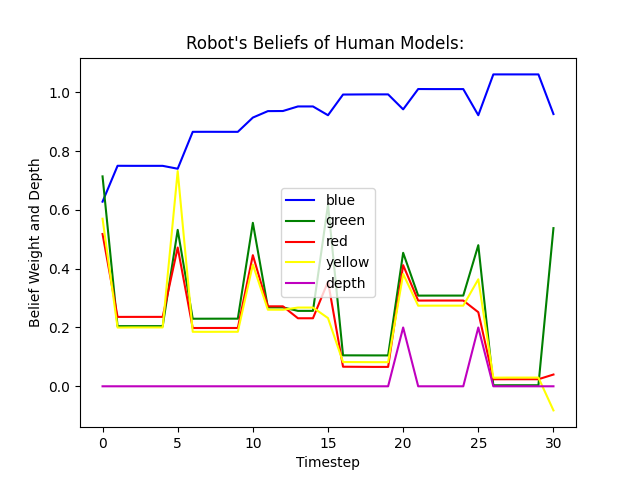 Robot's Beliefs of Human Models:
Belief Weight and Depth
1.0
0.8
0.6
0.4
0.2
0.0
blue
green
red
yellow
depth
0 5 10 15 20 25 30
Timestep